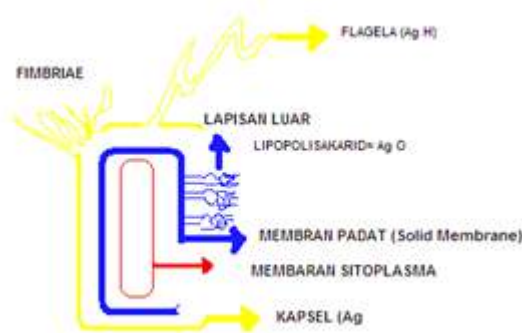 FLAGELA (Ag H)
FIMBRIAE
LAPISAN LUAR
LIPOPOLISAKARID= Ag O
MEMBRAN PADAT (Solid Membrane)
MEMBARAN SITOPLASMA
KAPSEL (Ag